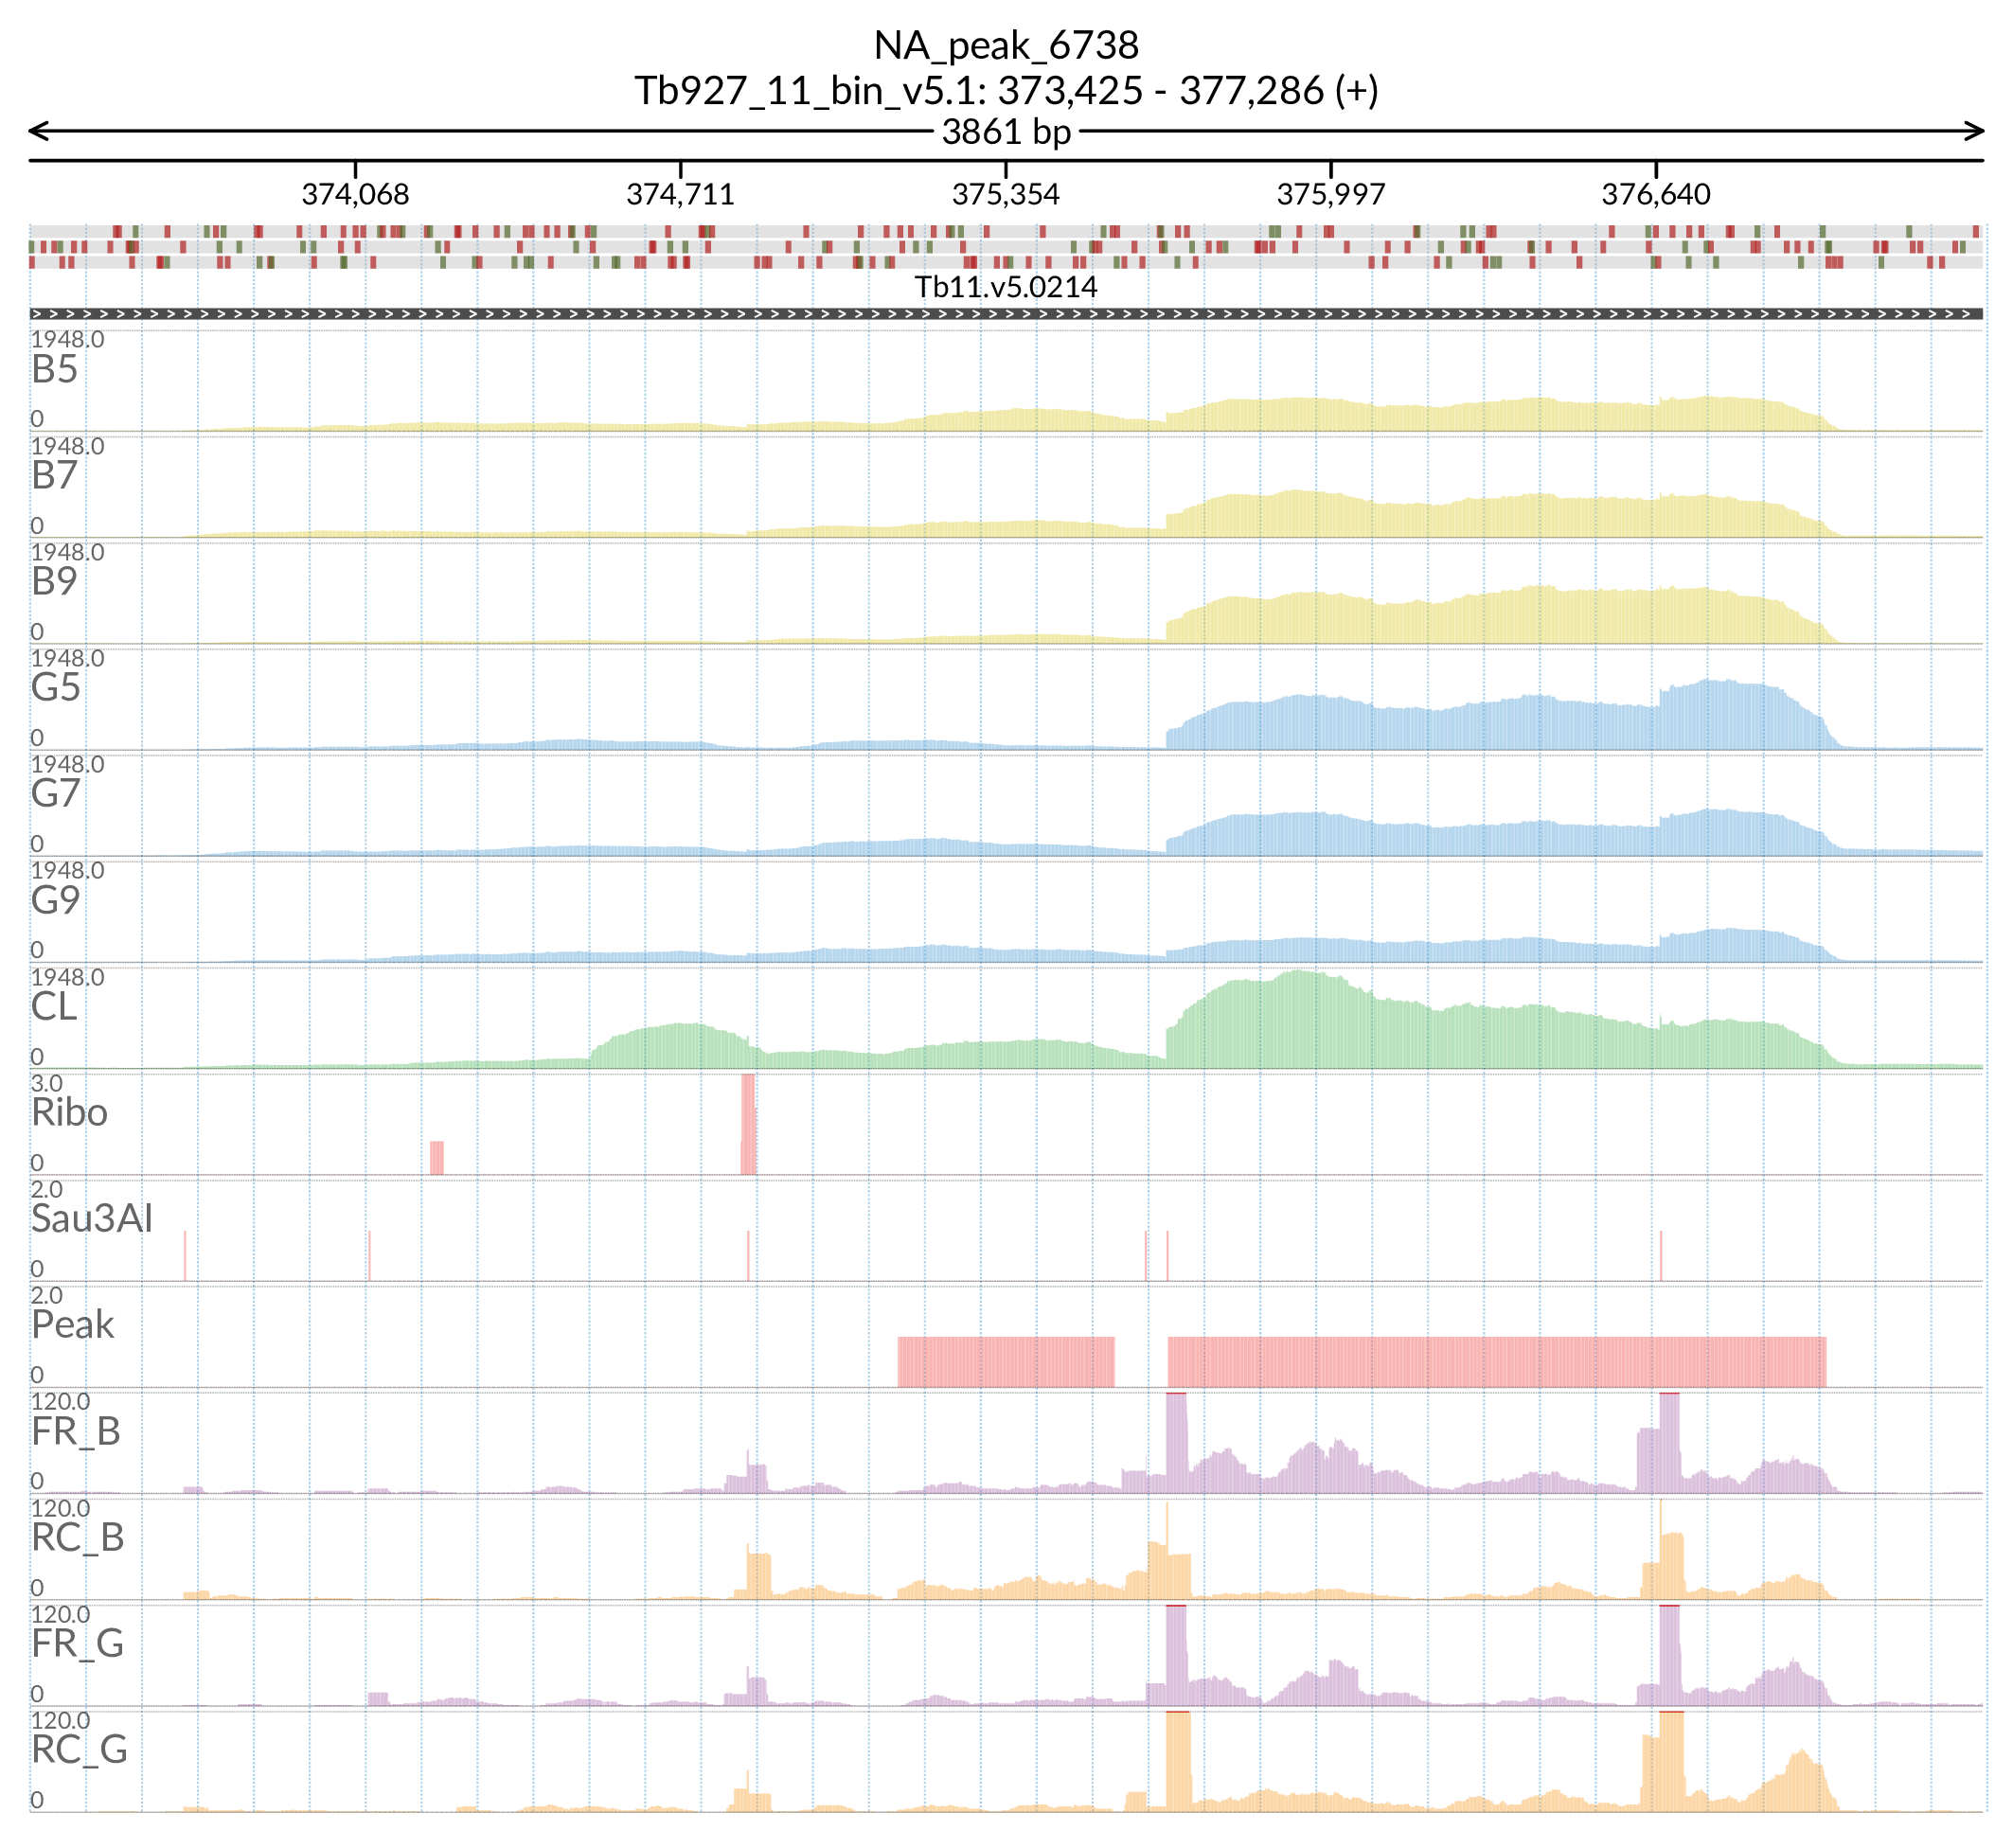 NA_peak_6738
Tb927_11_bin_v5.1: 373,425 - 377,286 (+)
3861 bp
374,068 374,711 375,354 375,997 376,640
Tb11.v5.0214
1948.0
B5
0
1948.0
B7
0
1948.0
B9
0
1948.0
G5
0
1948.0
G7
0
1948.0
G9
0
1948.0
CL
0
3.0
Ribo
0
2.0
Sau3AI
0
2.0
Peak
0
120.0
FR_B
0
120.0
RC_B
0
120.0
FR_G
0
120.0
RC_G
0